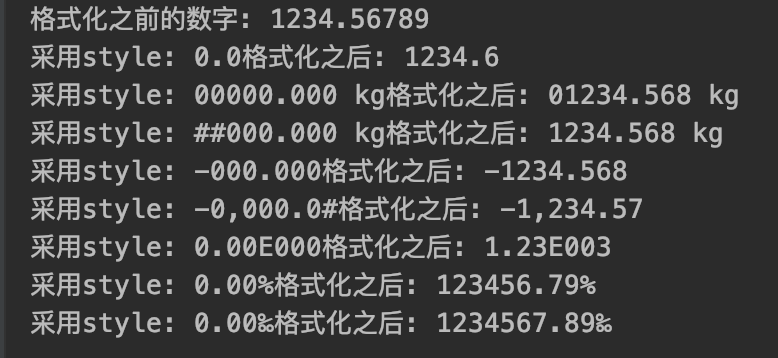 格式化之前的数字: 1234.56789
采用style: 0.0格式化之后: 1234.6
采用style: 00000.000 kg格式化之后: 01234.568 kg
采用style: ##000.000 kg格式化之后: 1234.568 kg
采用style: -000.000格式化之后: -1234.568
采用style: -0,000.0#格式化之后: -1,234.57
采用style: 0.00E000格式化之后: 1.23E003
采用style: 0.00%格式化之后: 123456.79%
采用style: 0.00‰格式化之后: 1234567.89‰